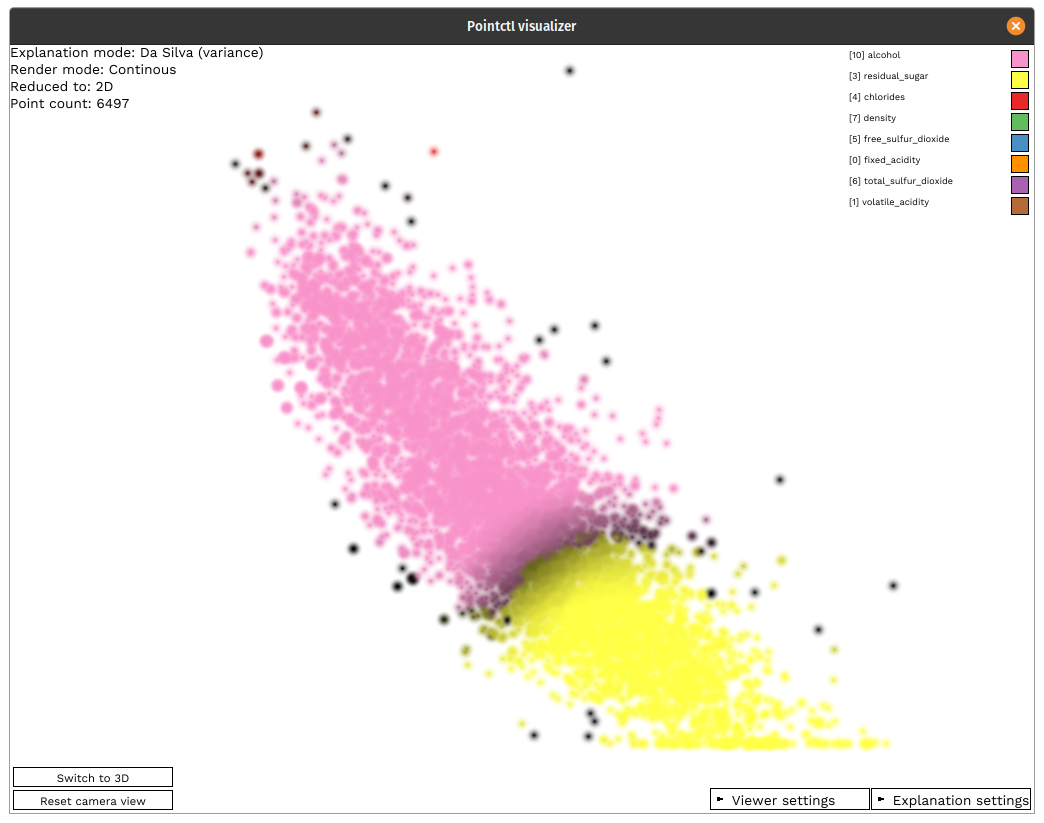 Pointctl visualizer
Explanation mode: Da Silva (variance)
Render mode: Continous
Reduced to: 2D
Point count: 6497
[10] alcohol
[3] residual_sugar
[4] chlorides
[7] density
[5] free_sulfur_dioxide
[0] fixed_acidity
[6] total_sulfur_dioxide
[1] volatile_acidity
Switch to 3D
Reset camera view
Viewer settings
Explanation settings